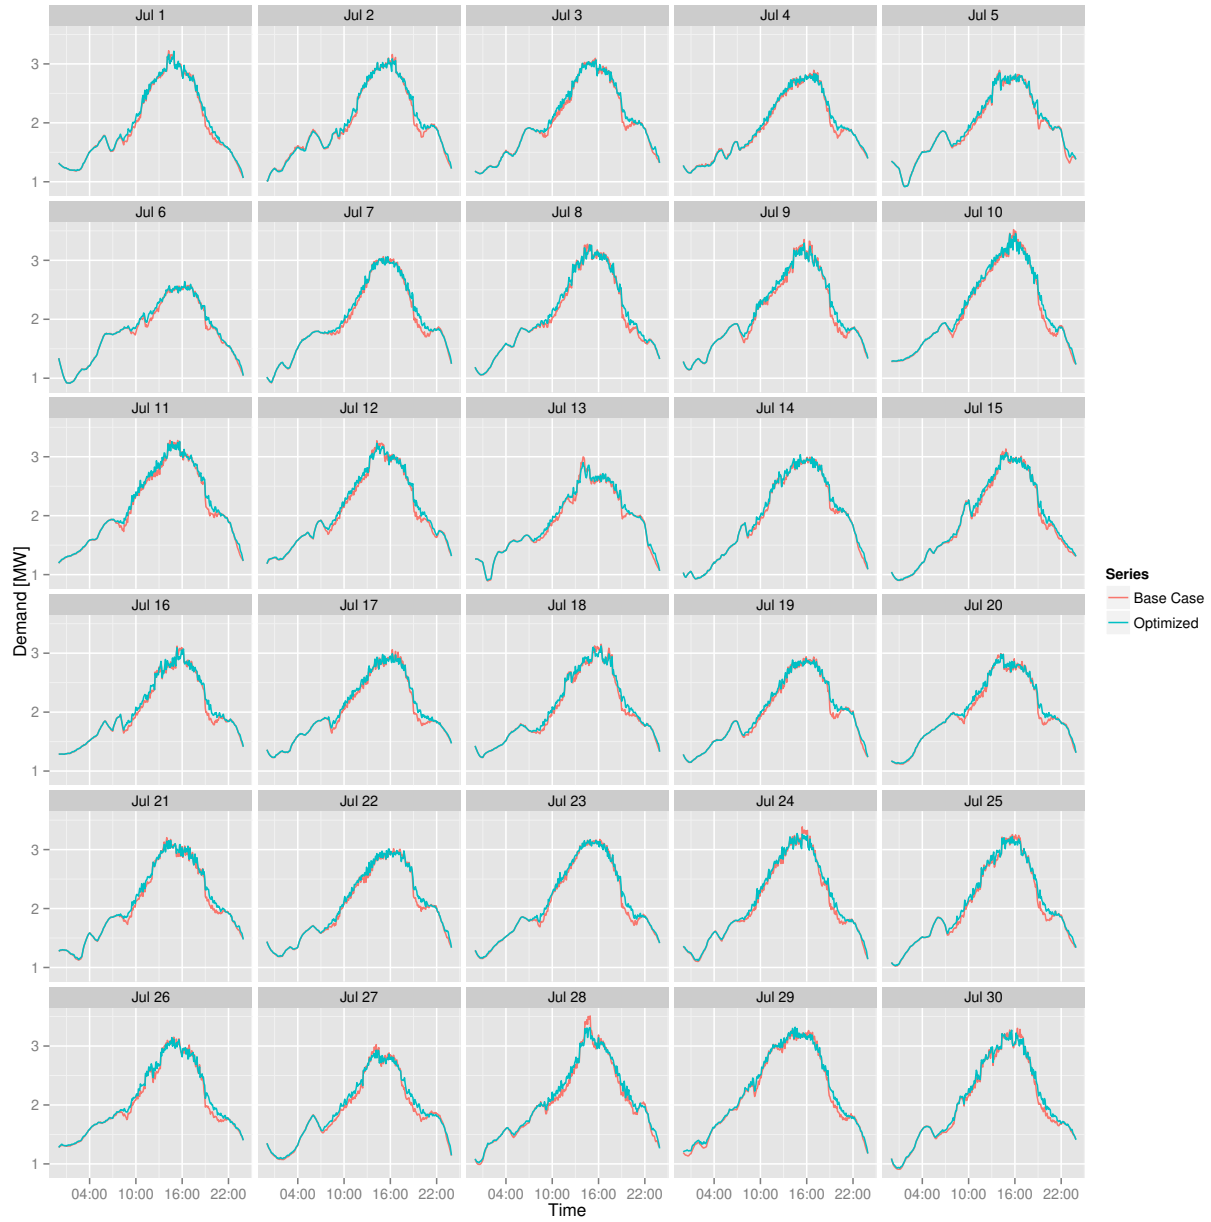 Jul 1 Jul 2 Jul 3 Jul 4 Jul 5
3
2
1
Jul 6 Jul 7 Jul 8 Jul 9 Jul 10
3
2
1
Jul 11 Jul 12 Jul 13 Jul 14 Jul 15
3
2
1
Demand [MW]
Series
Base Case
Optimized
Jul 16 Jul 17 Jul 18 Jul 19 Jul 20
3
2
1
Jul 21 Jul 22 Jul 23 Jul 24 Jul 25
3
2
1
Jul 26 Jul 27 Jul 28 Jul 29 Jul 30
3
2
1
04:00 10:00 16:00 22:00 04:00 10:00 16:00 22:00 04:00 10:00 16:00 22:00 04:00 10:00 16:00 22:00 04:00 10:00 16:00 22:00
Time